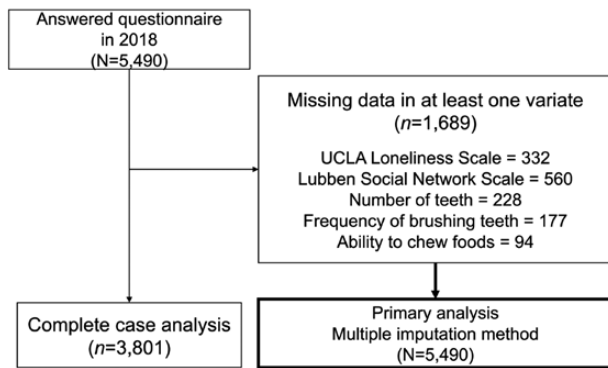 Answered questionnaire
in 2018
(N=5,490)
Missing data in at least one variate
(n=1,689)
UCLA Loneliness Scale = 332
Lubben Social Network Scale = 560
Number of teeth = 228
Frequency of brushing teeth = 177
Ability to chew foods = 94
Complete case analysis
(n=3,801)
Primary analysis
Multiple imputation method
(N=5,490)